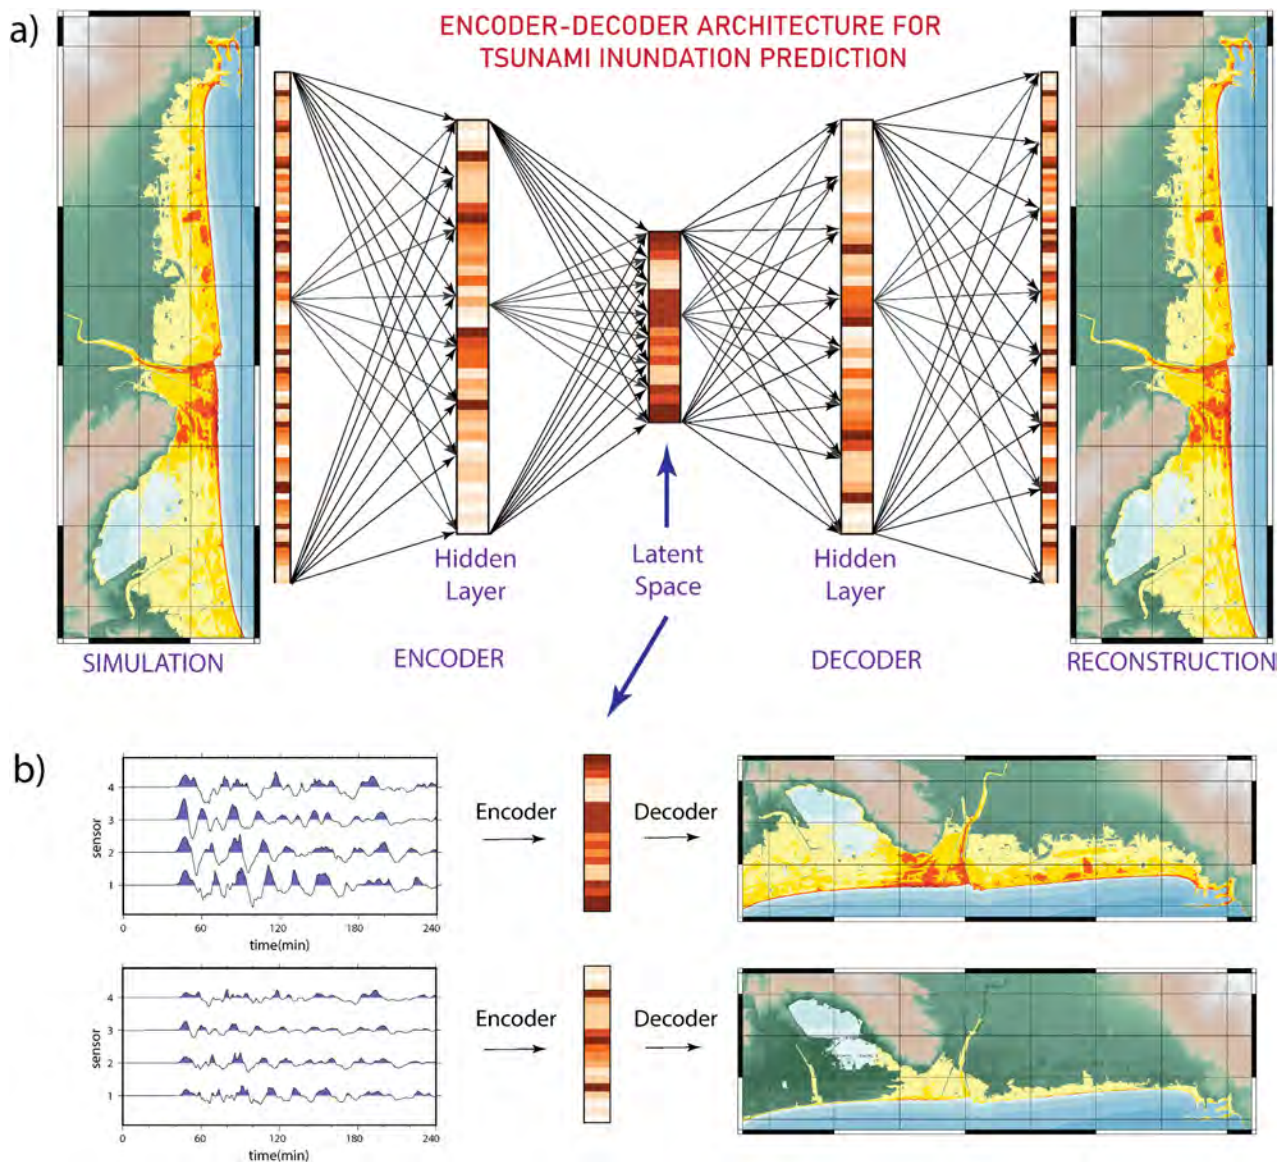 a)
ENCODER-DECODER ARCHITECTURE FOR
TSUNAMI INUNDATION PREDICTION
Hidden
Layer
Latent
Space
Hidden
Layer
SIMULATION
ENCODER
DECODER
RECONSTRUCTION
b)
sensor
4
3
2
1
0
60
120
180
240
time(min)
Encoder
Decoder
sensor
4
3
2
1
0
60
120
180
240
time(min)
Encoder
Decoder